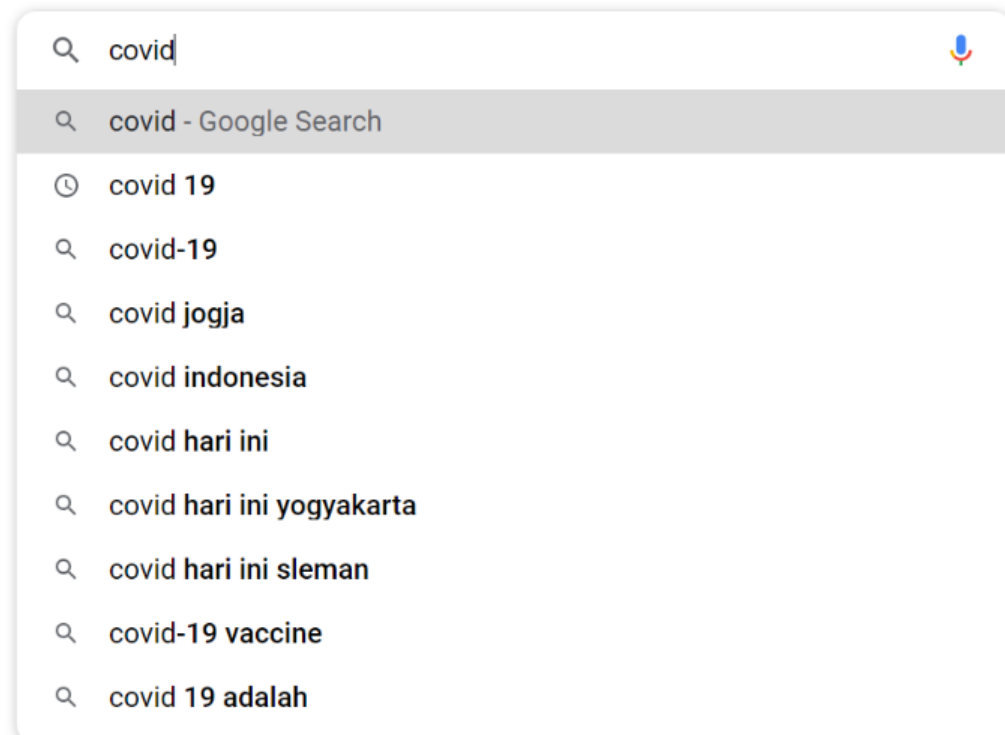 covid
covid - Google Search
covid 19
covid-19
covid jogja
covid indonesia
covid hari ini
covid hari ini yogyakarta
covid hari ini sleman
covid-19 vaccine
covid 19 adalah